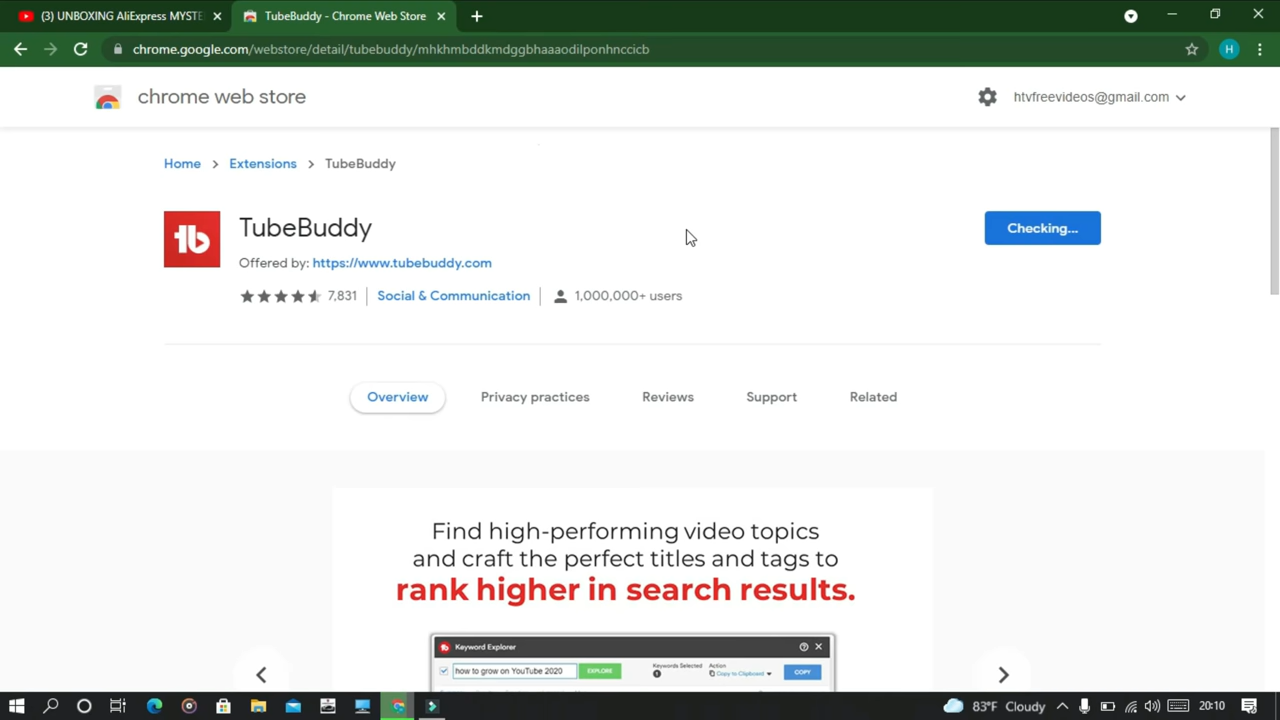 (3) UNBOXING AliExpress MYSTE
TubeBuddy - Chrome Web Store
chrome.google.com/webstore/detail/tubebuddy/mhkhmbddkmdggbhaaaodilponhnccicb
H
chrome web store
htvfreevideos@gmail.com
Home > Extensions > TubeBuddy
tb
TubeBuddy
Checking...
Offered by: https://www.tubebuddy.com
7,831 | Social & Communication | 1,000,000+ users
Overview Privacy practices Reviews Support Related
Find high-performing video topics
and craft the perfect titles and tags to
rank higher in search results.
tb Keyword Explorer
how to grow on YouTube 2020 EXPLORE Keywords Selected 1 Action Copy to Clipboard COPY
83°F Cloudy 20:10